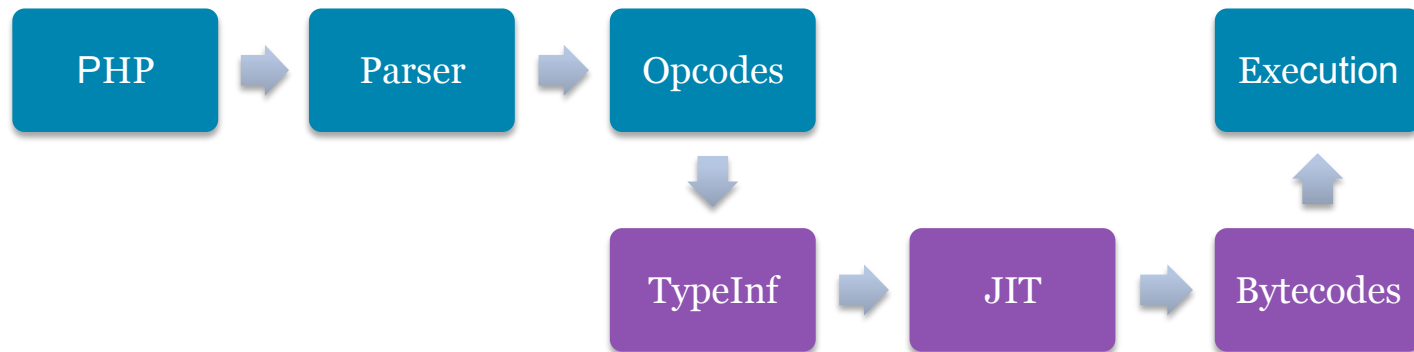 PHP
Parser
Opcodes
Execution
TypeInf
JIT
Bytecodes